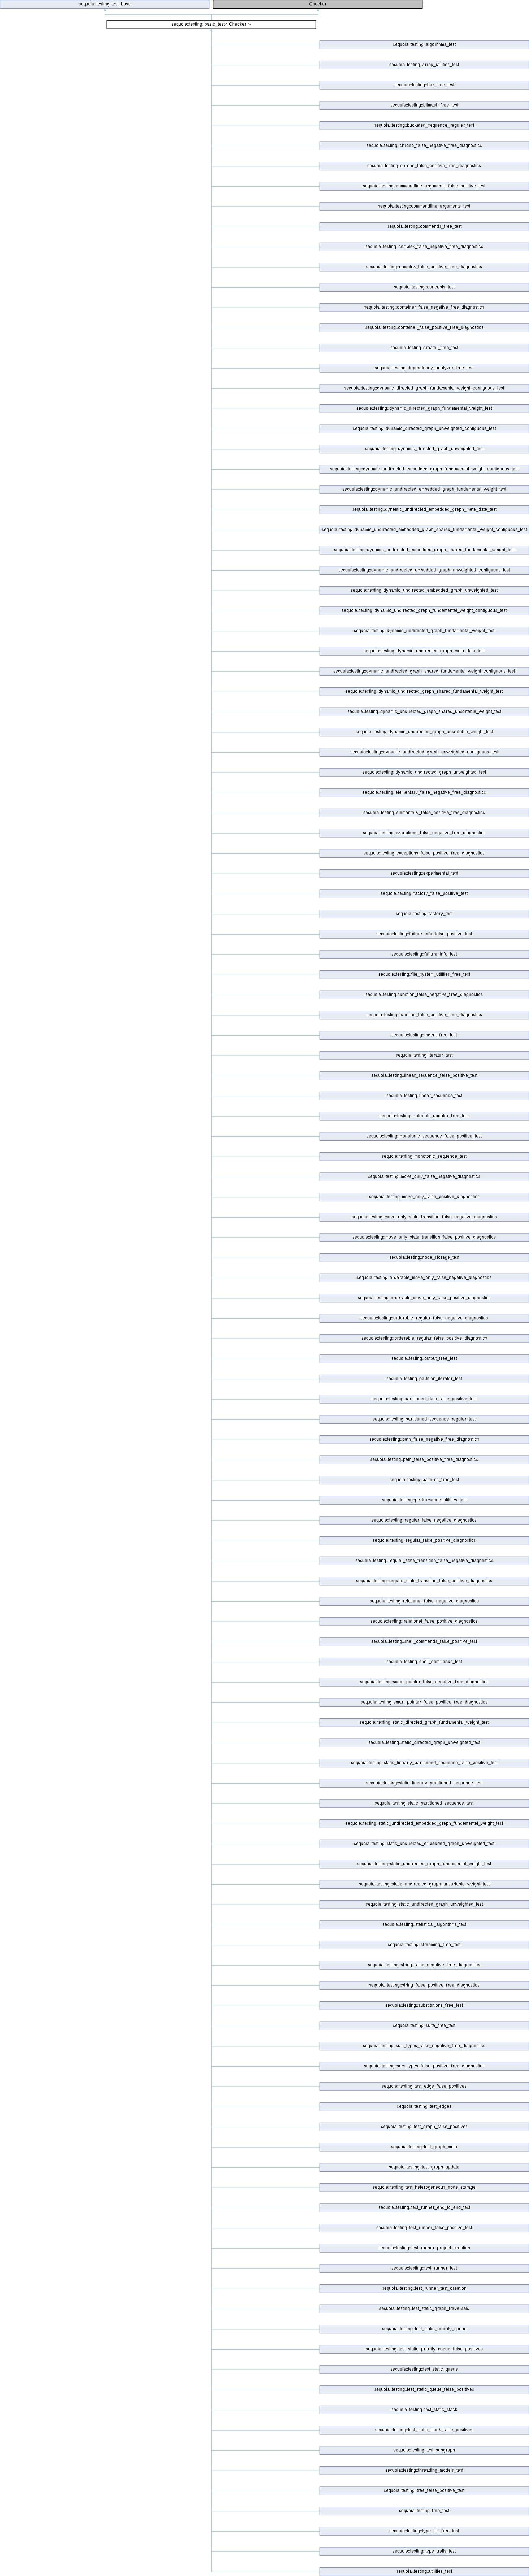 sequoia::testing::test_base
Checker
sequoia::testing::basic_test< Checker >
sequoia::testing::algorithms_test
sequoia::testing::array_utilities_test
sequoia::testing::bar_free_test
sequoia::testing::bitmask_free_test
sequoia::testing::bucketed_sequence_regular_test
sequoia::testing::chrono_false_negative_free_diagnostics
sequoia::testing::chrono_false_positive_free_diagnostics
sequoia::testing::commandline_arguments_false_positive_test
sequoia::testing::commandline_arguments_test
sequoia::testing::commands_free_test
sequoia::testing::complex_false_negative_free_diagnostics
sequoia::testing::complex_false_positive_free_diagnostics
sequoia::testing::concepts_test
sequoia::testing::container_false_negative_free_diagnostics
sequoia::testing::container_false_positive_free_diagnostics
sequoia::testing::creator_free_test
sequoia::testing::dependency_analyzer_free_test
sequoia::testing::dynamic_directed_graph_fundamental_weight_contiguous_test
sequoia::testing::dynamic_directed_graph_fundamental_weight_test
sequoia::testing::dynamic_directed_graph_unweighted_contiguous_test
sequoia::testing::dynamic_directed_graph_unweighted_test
sequoia::testing::dynamic_undirected_embedded_graph_fundamental_weight_contiguous_test
sequoia::testing::dynamic_undirected_embedded_graph_fundamental_weight_test
sequoia::testing::dynamic_undirected_embedded_graph_meta_data_test
sequoia::testing::dynamic_undirected_embedded_graph_shared_fundamental_weight_contiguous_test
sequoia::testing::dynamic_undirected_embedded_graph_shared_fundamental_weight_test
sequoia::testing::dynamic_undirected_embedded_graph_unweighted_contiguous_test
sequoia::testing::dynamic_undirected_embedded_graph_unweighted_test
sequoia::testing::dynamic_undirected_graph_fundamental_weight_contiguous_test
sequoia::testing::dynamic_undirected_graph_fundamental_weight_test
sequoia::testing::dynamic_undirected_graph_meta_data_test
sequoia::testing::dynamic_undirected_graph_shared_fundamental_weight_contiguous_test
sequoia::testing::dynamic_undirected_graph_shared_fundamental_weight_test
sequoia::testing::dynamic_undirected_graph_shared_unsortable_weight_test
sequoia::testing::dynamic_undirected_graph_unsortable_weight_test
sequoia::testing::dynamic_undirected_graph_unweighted_contiguous_test
sequoia::testing::dynamic_undirected_graph_unweighted_test
sequoia::testing::elementary_false_negative_free_diagnostics
sequoia::testing::elementary_false_positive_free_diagnostics
sequoia::testing::exceptions_false_negative_free_diagnostics
sequoia::testing::exceptions_false_positive_free_diagnostics
sequoia::testing::experimental_test
sequoia::testing::factory_false_positive_test
sequoia::testing::factory_test
sequoia::testing::failure_info_false_positive_test
sequoia::testing::failure_info_test
sequoia::testing::file_system_utilities_free_test
sequoia::testing::function_false_negative_free_diagnostics
sequoia::testing::function_false_positive_free_diagnostics
sequoia::testing::indent_free_test
sequoia::testing::iterator_test
sequoia::testing::linear_sequence_false_positive_test
sequoia::testing::linear_sequence_test
sequoia::testing::materials_updater_free_test
sequoia::testing::monotonic_sequence_false_positive_test
sequoia::testing::monotonic_sequence_test
sequoia::testing::move_only_false_negative_diagnostics
sequoia::testing::move_only_false_positive_diagnostics
sequoia::testing::move_only_state_transition_false_negative_diagnostics
sequoia::testing::move_only_state_transition_false_positive_diagnostics
sequoia::testing::node_storage_test
sequoia::testing::orderable_move_only_false_negative_diagnostics
sequoia::testing::orderable_move_only_false_positive_diagnostics
sequoia::testing::orderable_regular_false_negative_diagnostics
sequoia::testing::orderable_regular_false_positive_diagnostics
sequoia::testing::output_free_test
sequoia::testing::partition_iterator_test
sequoia::testing::partitioned_data_false_positive_test
sequoia::testing::partitioned_sequence_regular_test
sequoia::testing::path_false_negative_free_diagnostics
sequoia::testing::path_false_positive_free_diagnostics
sequoia::testing::patterns_free_test
sequoia::testing::performance_utilities_test
sequoia::testing::regular_false_negative_diagnostics
sequoia::testing::regular_false_positive_diagnostics
sequoia::testing::regular_state_transition_false_negative_diagnostics
sequoia::testing::regular_state_transition_false_positive_diagnostics
sequoia::testing::relational_false_negative_diagnostics
sequoia::testing::relational_false_positive_diagnostics
sequoia::testing::shell_commands_false_positive_test
sequoia::testing::shell_commands_test
sequoia::testing::smart_pointer_false_negative_free_diagnostics
sequoia::testing::smart_pointer_false_positive_free_diagnostics
sequoia::testing::static_directed_graph_fundamental_weight_test
sequoia::testing::static_directed_graph_unweighted_test
sequoia::testing::static_linearly_partitioned_sequence_false_positive_test
sequoia::testing::static_linearly_partitioned_sequence_test
sequoia::testing::static_partitioned_sequence_test
sequoia::testing::static_undirected_embedded_graph_fundamental_weight_test
sequoia::testing::static_undirected_embedded_graph_unweighted_test
sequoia::testing::static_undirected_graph_fundamental_weight_test
sequoia::testing::static_undirected_graph_unsortable_weight_test
sequoia::testing::static_undirected_graph_unweighted_test
sequoia::testing::statistical_algorithms_test
sequoia::testing::streaming_free_test
sequoia::testing::string_false_negative_free_diagnostics
sequoia::testing::string_false_positive_free_diagnostics
sequoia::testing::substitutions_free_test
sequoia::testing::suite_free_test
sequoia::testing::sum_types_false_negative_free_diagnostics
sequoia::testing::sum_types_false_positive_free_diagnostics
sequoia::testing::test_edge_false_positives
sequoia::testing::test_edges
sequoia::testing::test_graph_false_positives
sequoia::testing::test_graph_meta
sequoia::testing::test_graph_update
sequoia::testing::test_heterogeneous_node_storage
sequoia::testing::test_runner_end_to_end_test
sequoia::testing::test_runner_false_positive_test
sequoia::testing::test_runner_project_creation
sequoia::testing::test_runner_test
sequoia::testing::test_runner_test_creation
sequoia::testing::test_static_graph_traversals
sequoia::testing::test_static_priority_queue
sequoia::testing::test_static_priority_queue_false_positives
sequoia::testing::test_static_queue
sequoia::testing::test_static_queue_false_positives
sequoia::testing::test_static_stack
sequoia::testing::test_static_stack_false_positives
sequoia::testing::test_subgraph
sequoia::testing::threading_models_test
sequoia::testing::tree_false_positive_test
sequoia::testing::tree_test
sequoia::testing::type_list_free_test
sequoia::testing::type_traits_test
sequoia::testing::utilities_test